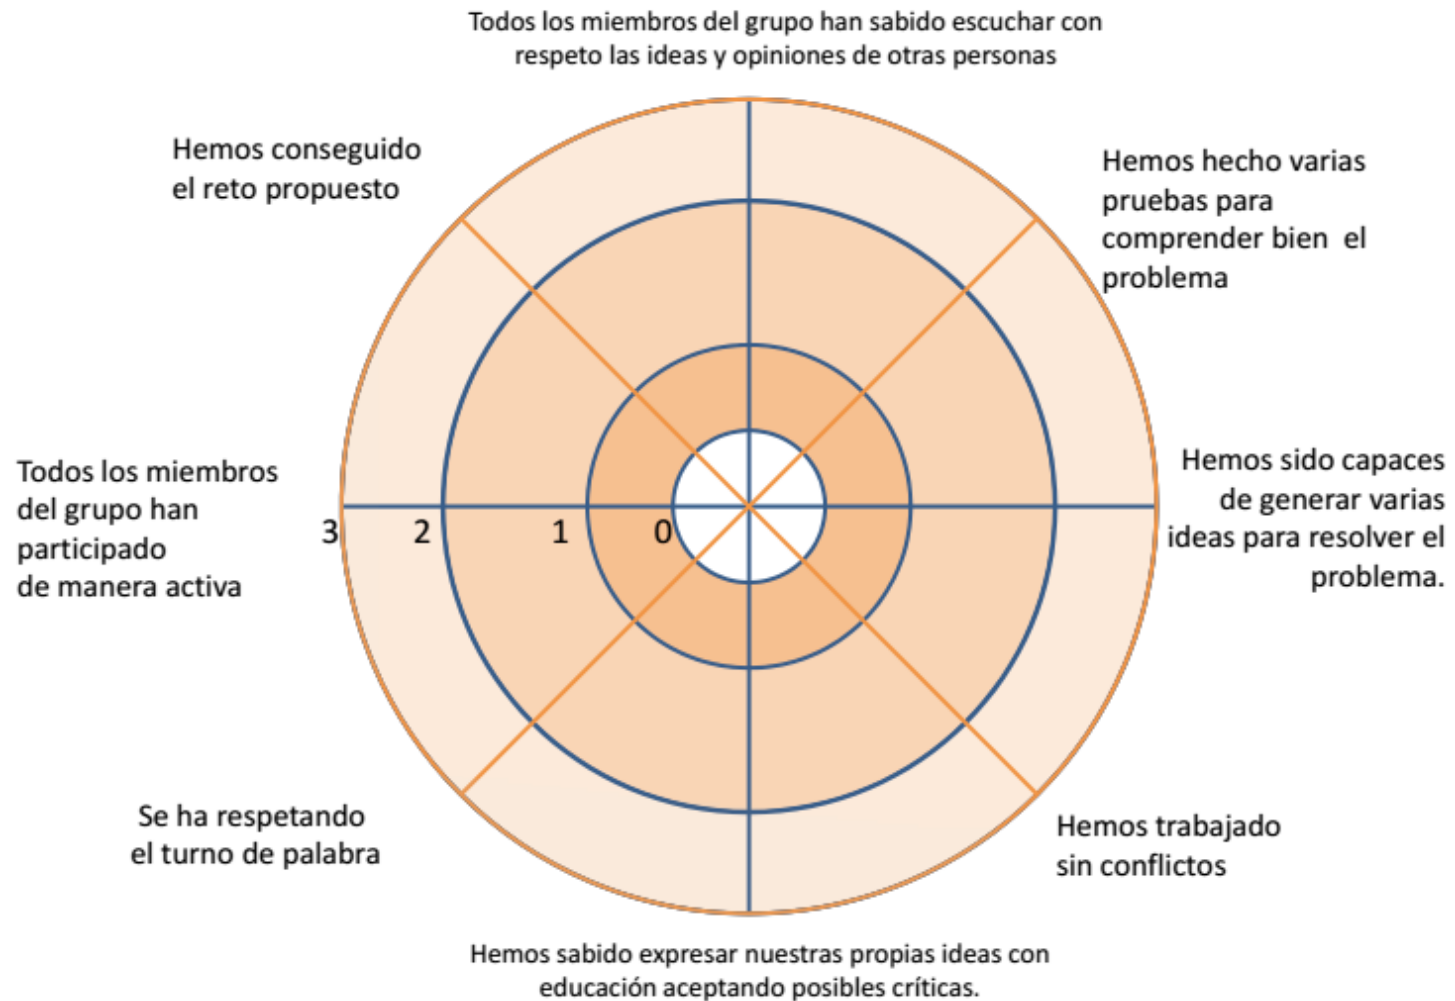 Todos los miembros del grupo han sabido escuchar con
respeto las ideas y opiniones de otras personas
Hemos conseguido
el reto propuesto
Hemos hecho varias
pruebas para
comprender bien el
problema
Todos los miembros
del grupo han
participado
de manera activa
3 2 1 0
Hemos sido capaces
de generar varias
ideas para resolver el
problema.
Se ha respetando
el turno de palabra
Hemos trabajado
sin conflictos
Hemos sabido expresar nuestras propias ideas con
educación aceptando posibles críticas.